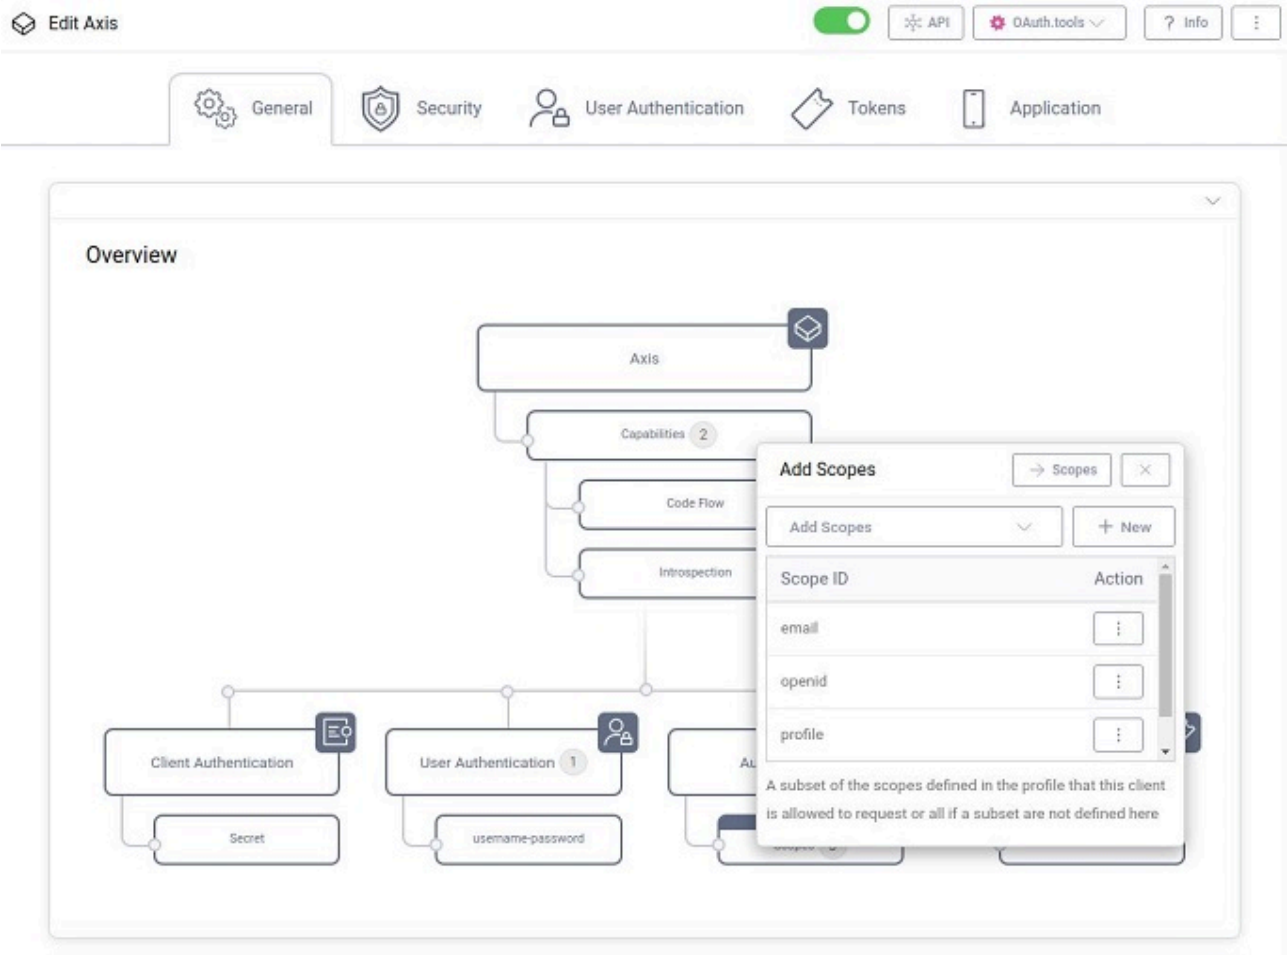 Edit Axis
API
OAuth.tools
? Info
General
Security
User Authentication
Tokens
Application
Overview
Axis
Capabilities 2
Code Flow
Introspection
Add Scopes
Scopes
Add Scopes
+ New
Scope ID Action
email
openid
profile
A subset of the scopes defined in the profile that this client
is allowed to request or all if a subset are not defined here
Client Authentication
User Authentication 1
Secret
username-password